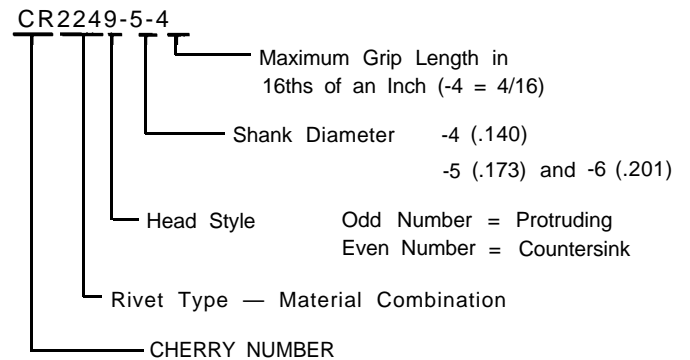 CR2249-5-4
Maximum Grip Length in
16ths of an Inch (-4 = 4/16)
Shank Diameter -4 (.140)
-5 (.173) and -6 (.201)
Head Style Odd Number = Protruding
Even Number = Countersink
Rivet Type — Material Combination
CHERRY NUMBER